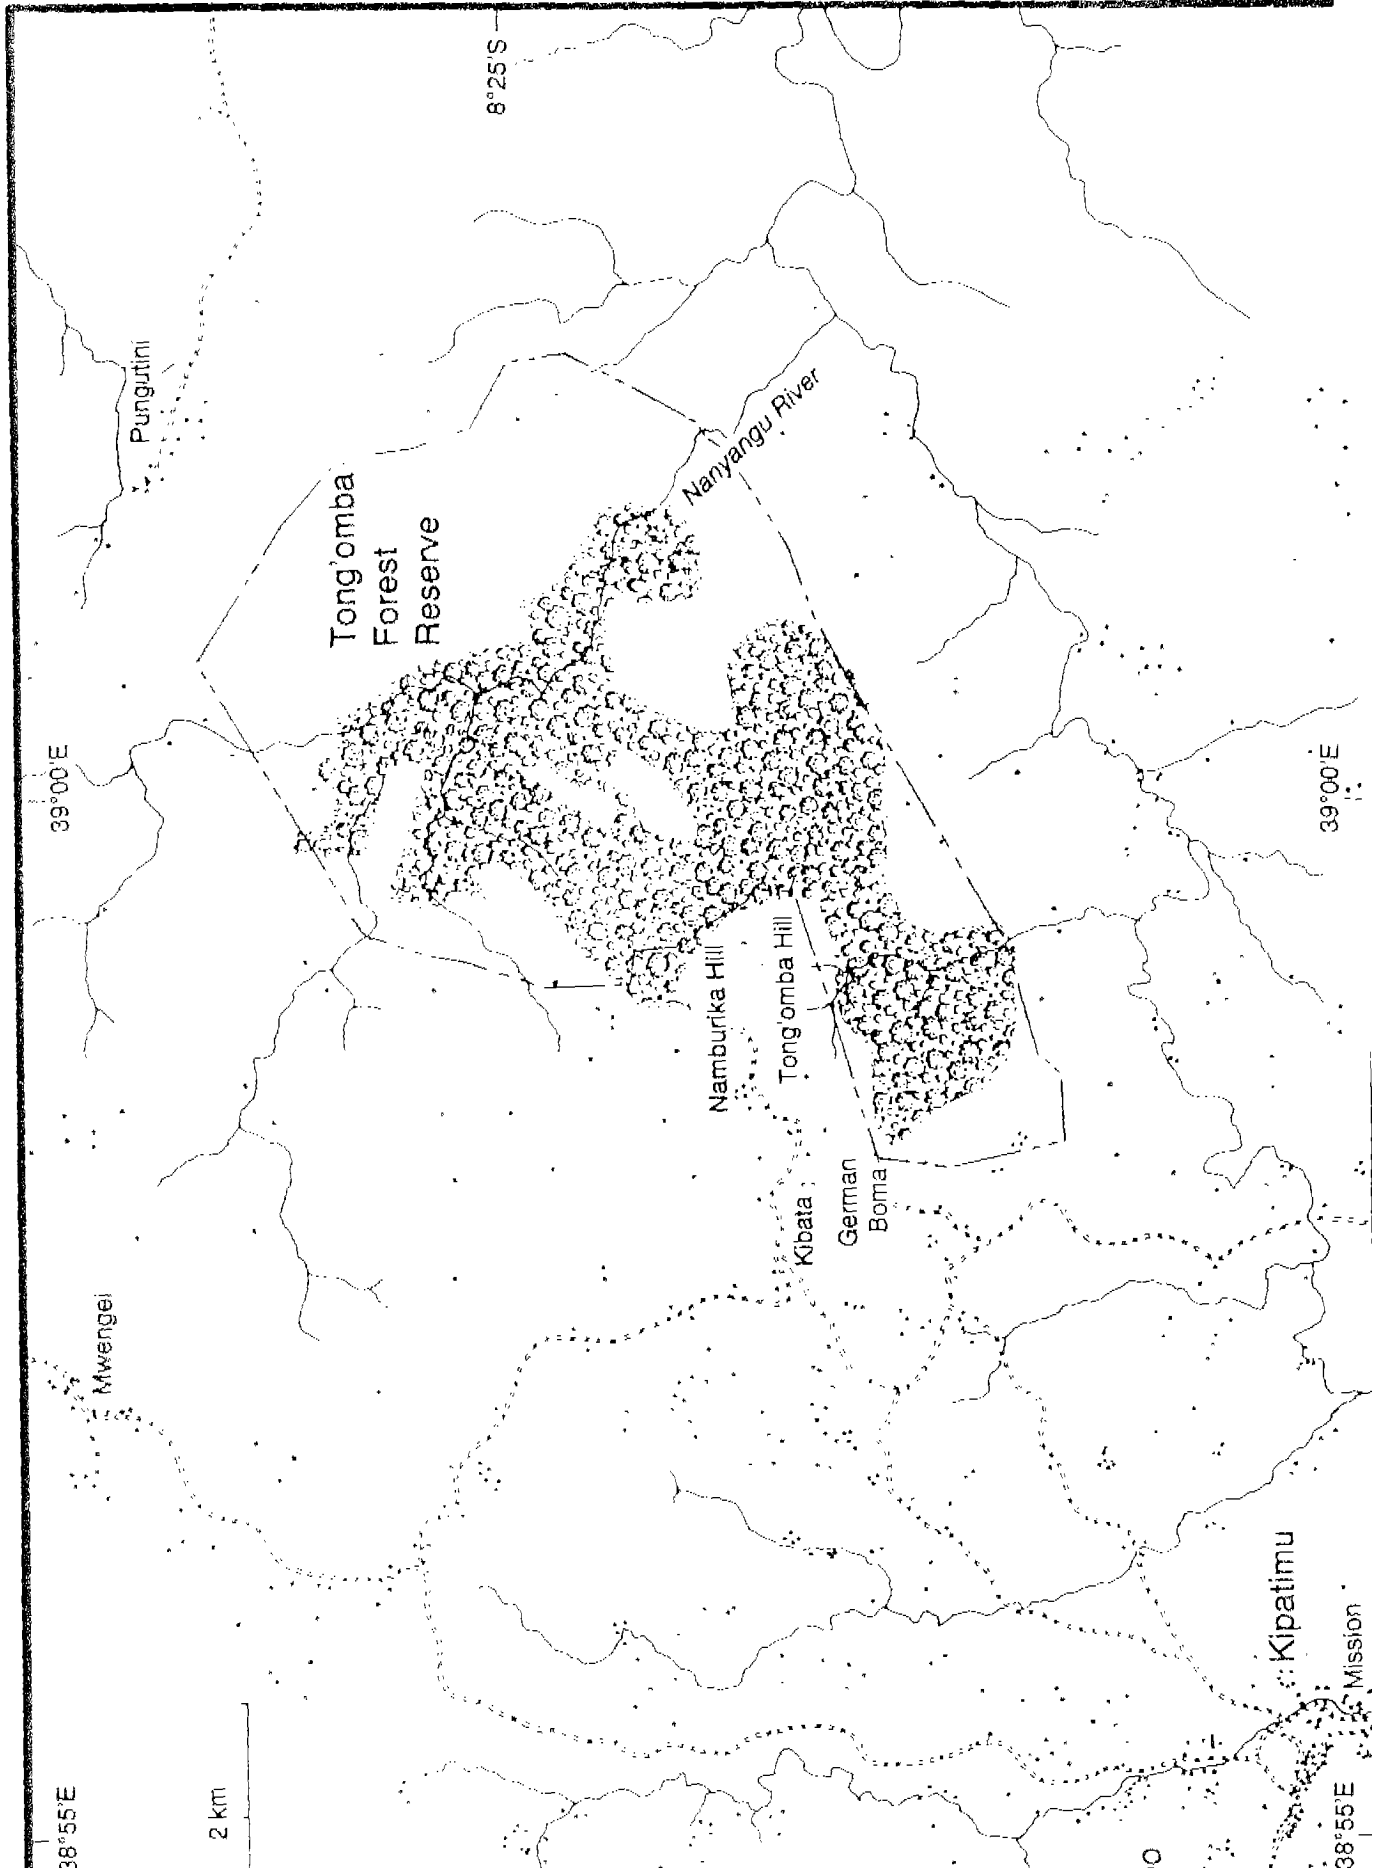 8°25'S
Pungutini
Tong'omba
Forest
Reserve
Nanyangu River
39°00'E
39°00'E
Namburika Hill
Tong'omba Hill
Kibata
German
Boma
Mwengei
Kipatimu
Mission
2 km
38°55'E
38°55'E